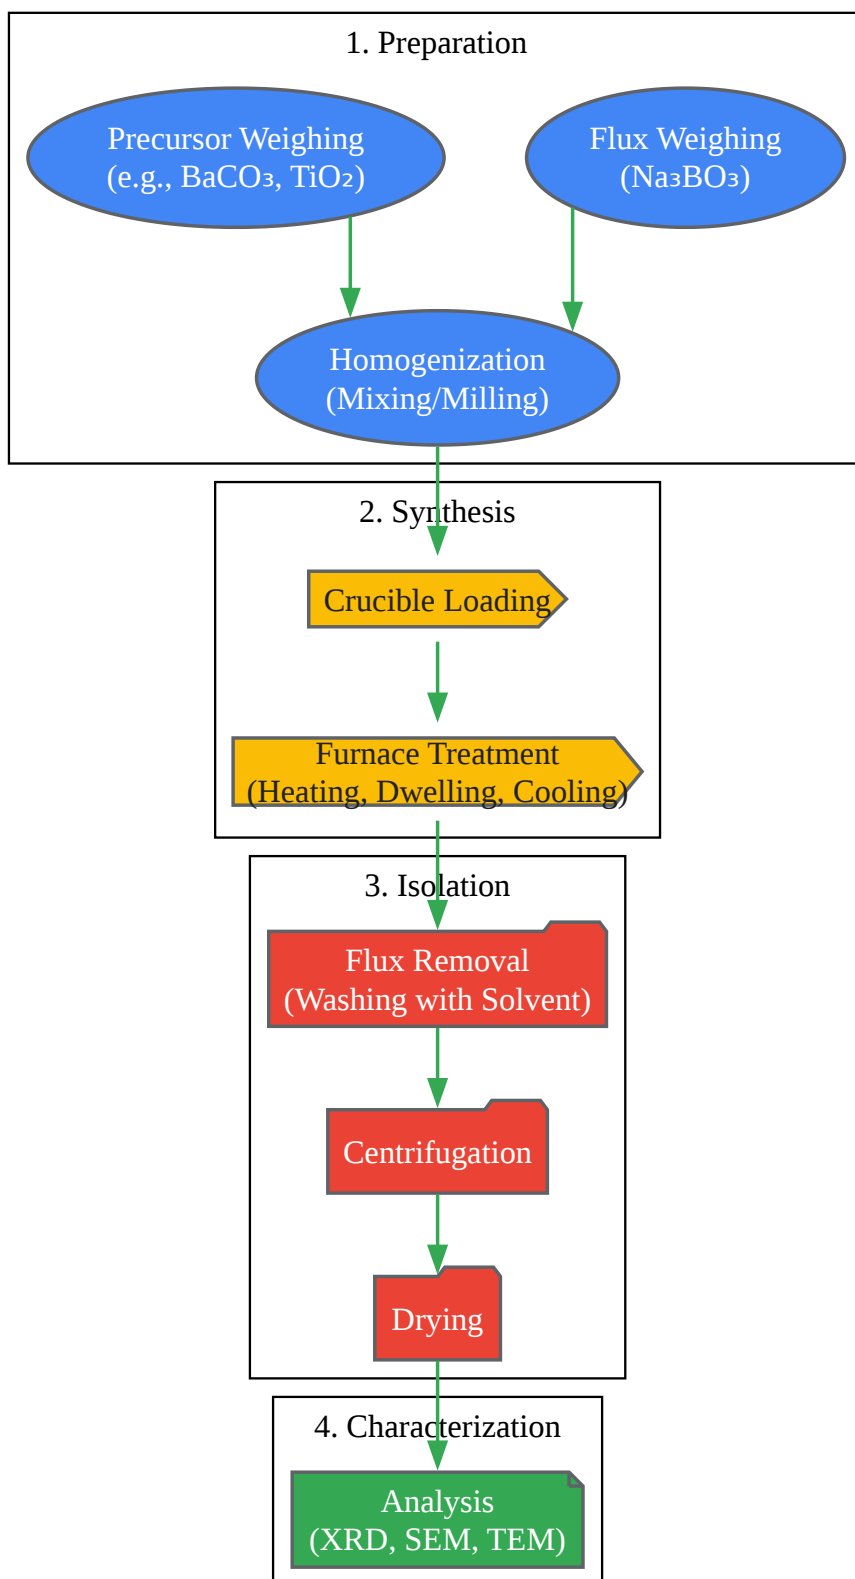 1. Preparation
Precursor Weighing
(e.g., BaCO₃, TiO₂)
Flux Weighing
(Na₃BO₃)
Homogenization
(Mixing/Milling)
2. Synthesis
Crucible Loading
Furnace Treatment
(Heating, Dwelling, Cooling)
3. Isolation
Flux Removal
(Washing with Solvent)
Centrifugation
Drying
4. Characterization
Analysis
(XRD, SEM, TEM)